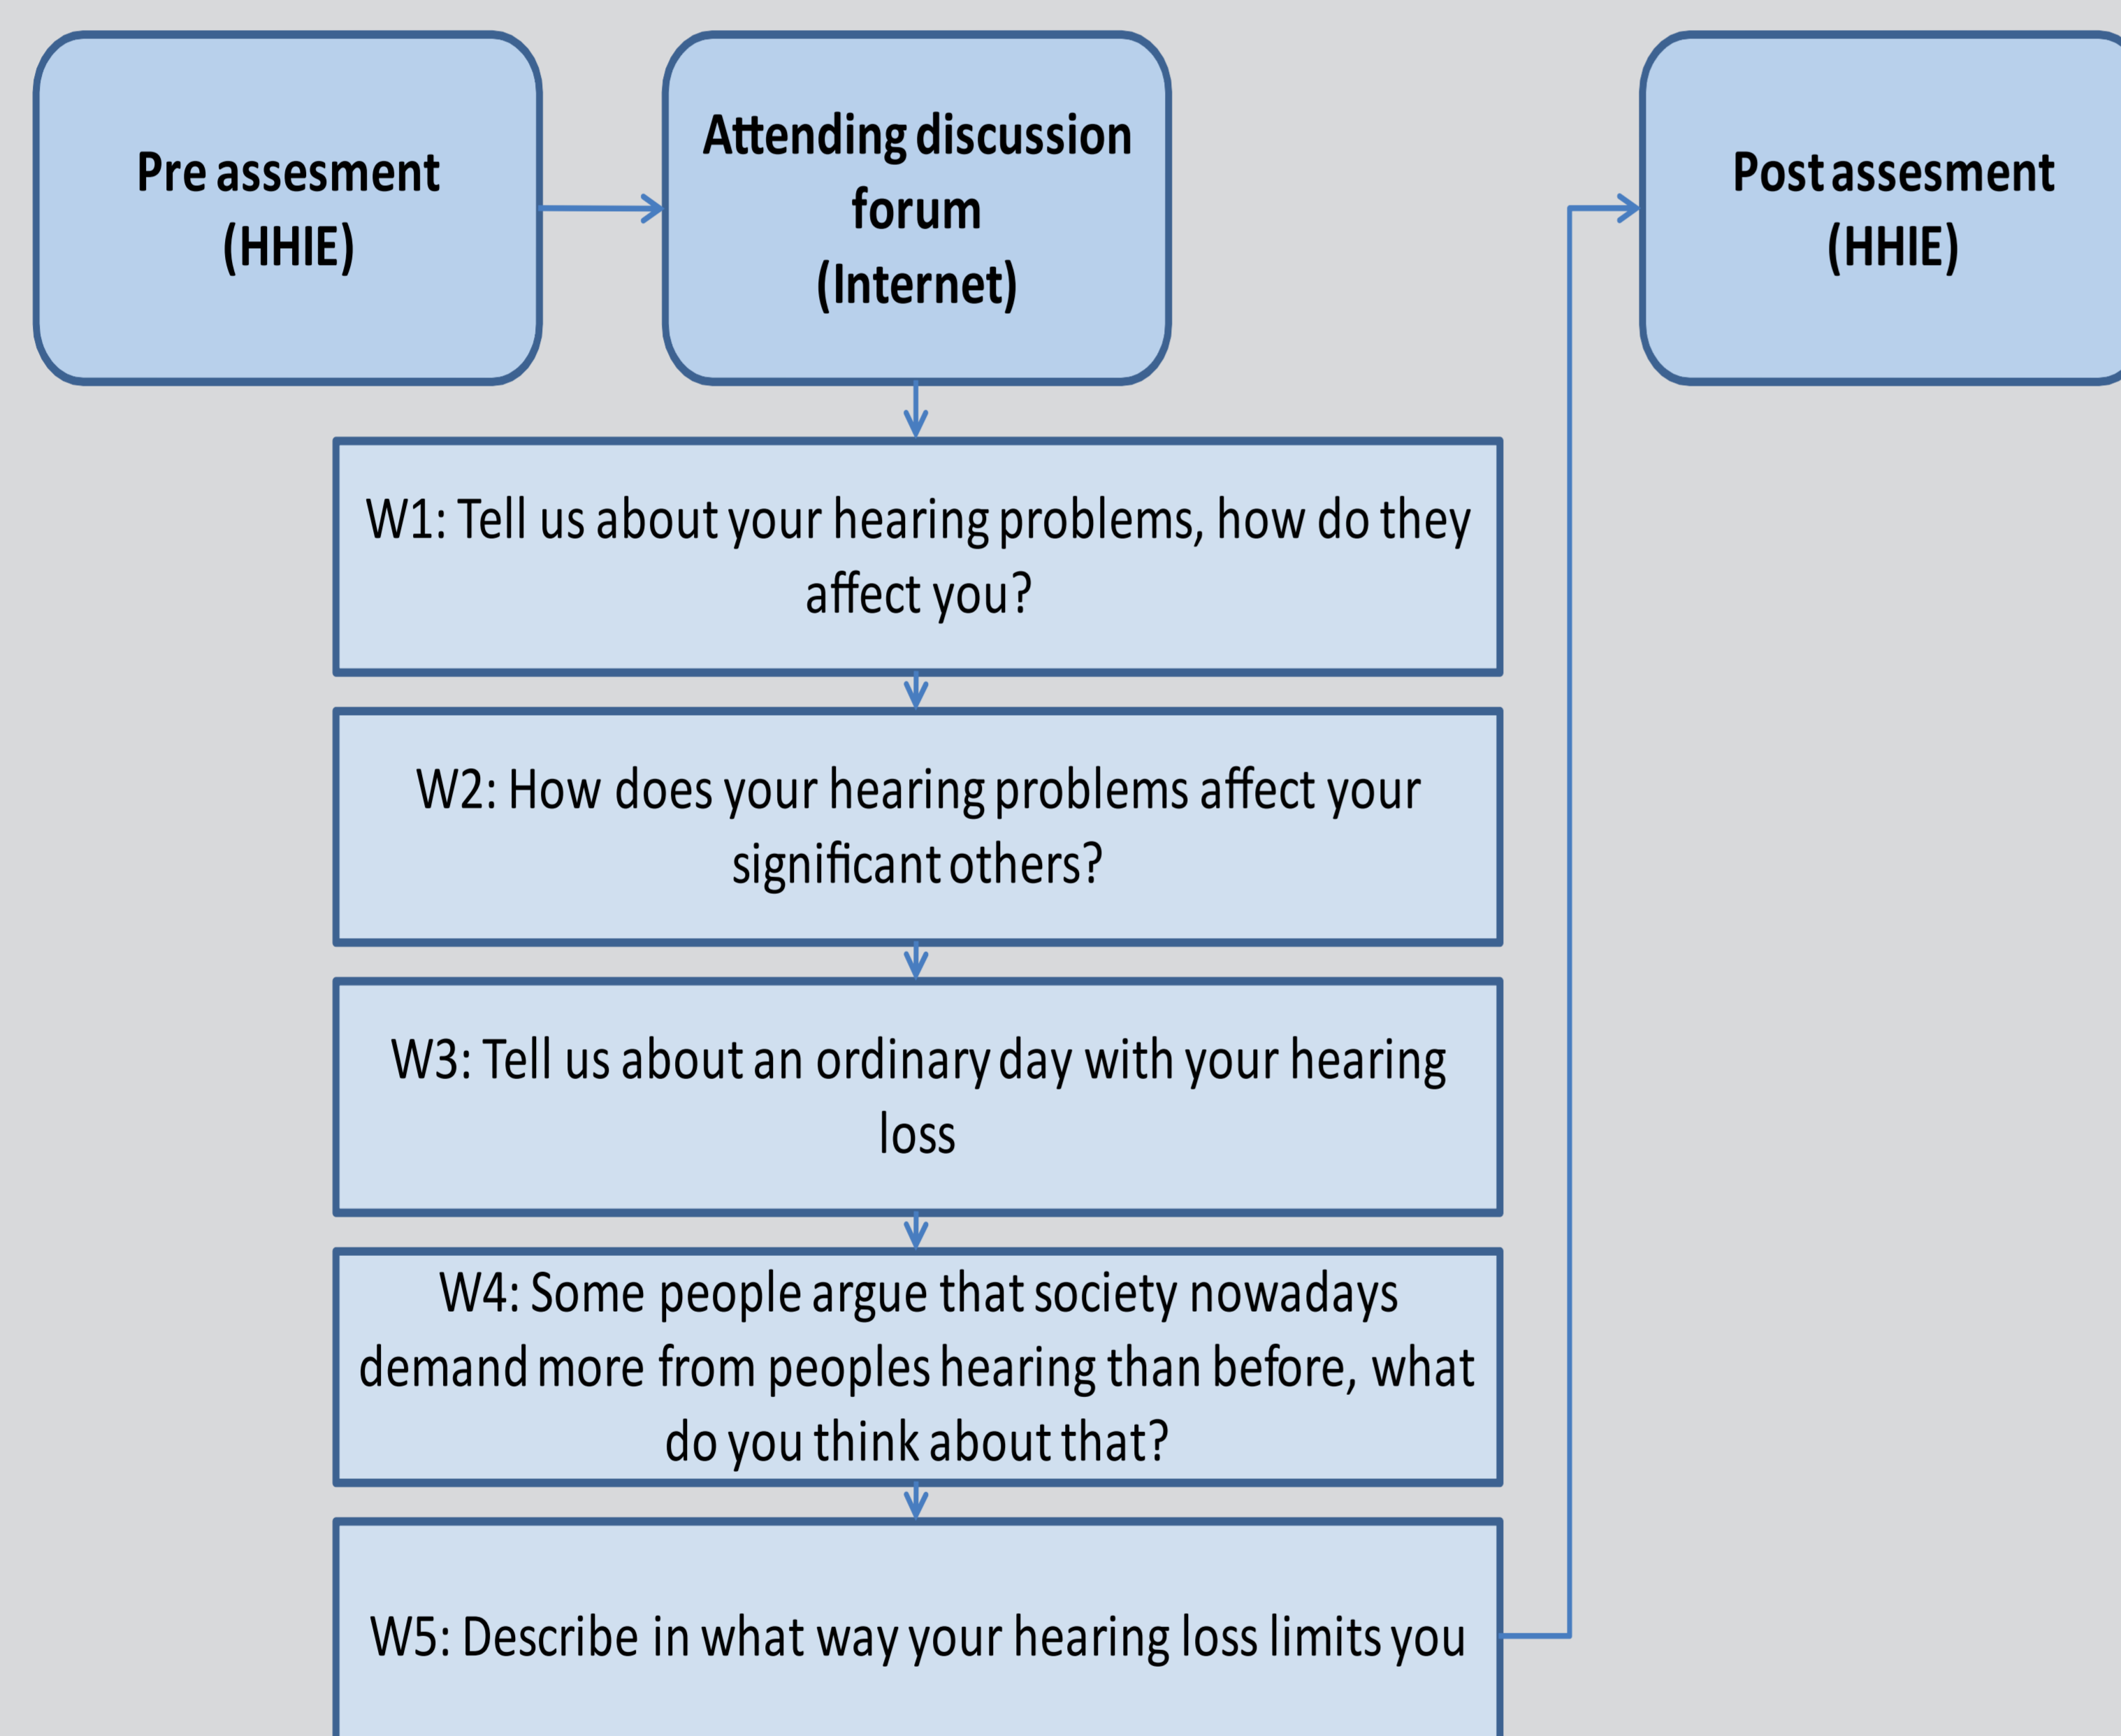 Pre assesment
(HHIE)
Attending discussion
forum
(Internet)
Post assesment
(HHIE)
W1: Tell us about your hearing problems, how do they
affect you?
W2: How does your hearing problems affect your
significant others?
W3: Tell us about an ordinary day with your hearing
loss
W4: Some people argue that society nowadays
demand more from peoples hearing than before, what
do you think about that?
W5: Describe in what way your hearing loss limits you